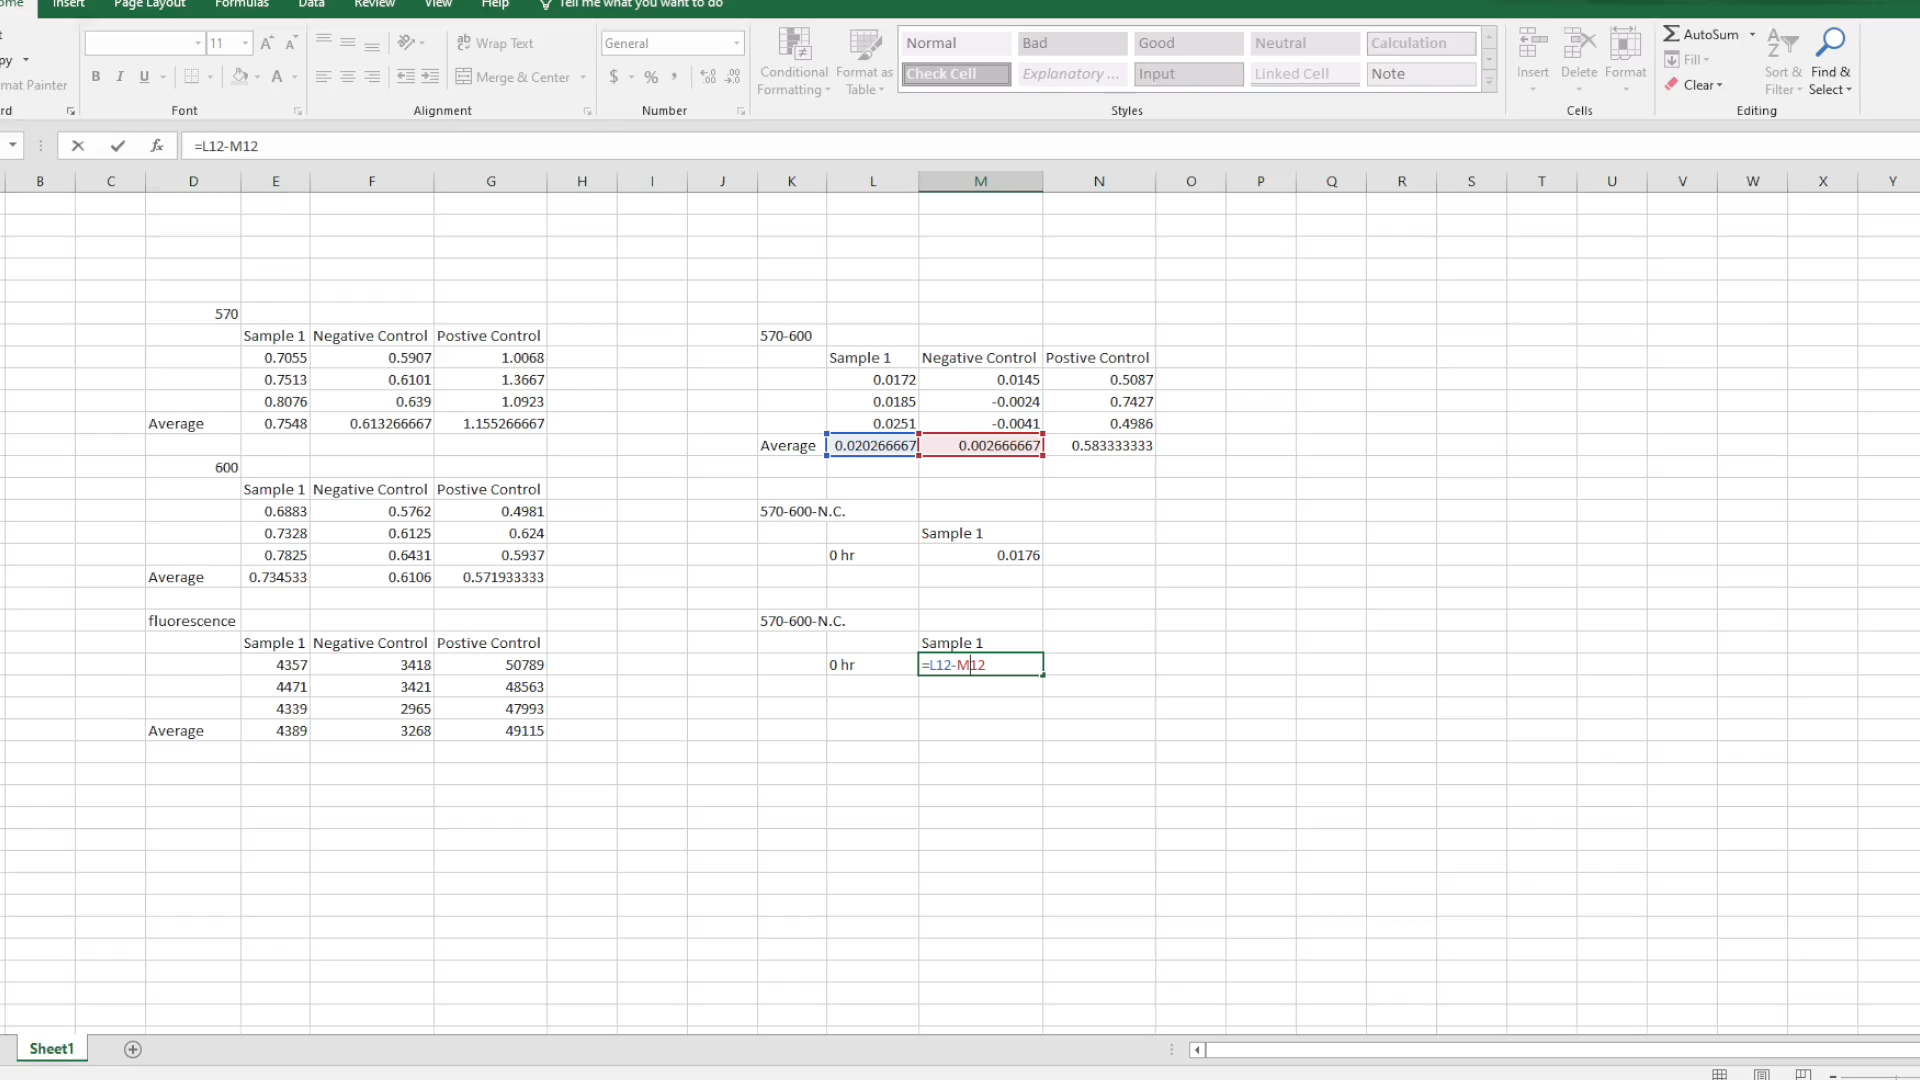 ome Insert Page Layout Formulas Data Review View Help Tell me what you want to do
11 A A ab Wrap Text General Normal Bad Good Neutral Calculation AutoSum
py Fill
mat Painter B I U A Merge & Center $ % , Conditional Formatting Format as Table Check Cell Explanatory ... Input Linked Cell Note Insert Delete Format Clear Sort & Filter Find & Select
rd Font Alignment Number Styles Cells Editing
fx =L12-M12
B C D E F G H I J K L M N O P Q R S T U V W X Y
570
Sample 1 Negative Control Postive Control 570-600
0.7055 0.5907 1.0068 Sample 1 Negative Control Postive Control
0.7513 0.6101 1.3667 0.0172 0.0145 0.5087
0.8076 0.639 1.0923 0.0185 -0.0024 0.7427
Average 0.7548 0.613266667 1.155266667 0.0251 -0.0041 0.4986
Average 0.020266667 0.002666667 0.583333333
600
Sample 1 Negative Control Postive Control
0.6883 0.5762 0.4981 570-600-N.C.
0.7328 0.6125 0.624 Sample 1
0.7825 0.6431 0.5937 0 hr 0.0176
Average 0.734533 0.6106 0.571933333
fluorescence 570-600-N.C.
Sample 1 Negative Control Postive Control Sample 1
4357 3418 50789 0 hr =L12-M12
4471 3421 48563
4339 2965 47993
Average 4389 3268 49115
Sheet1